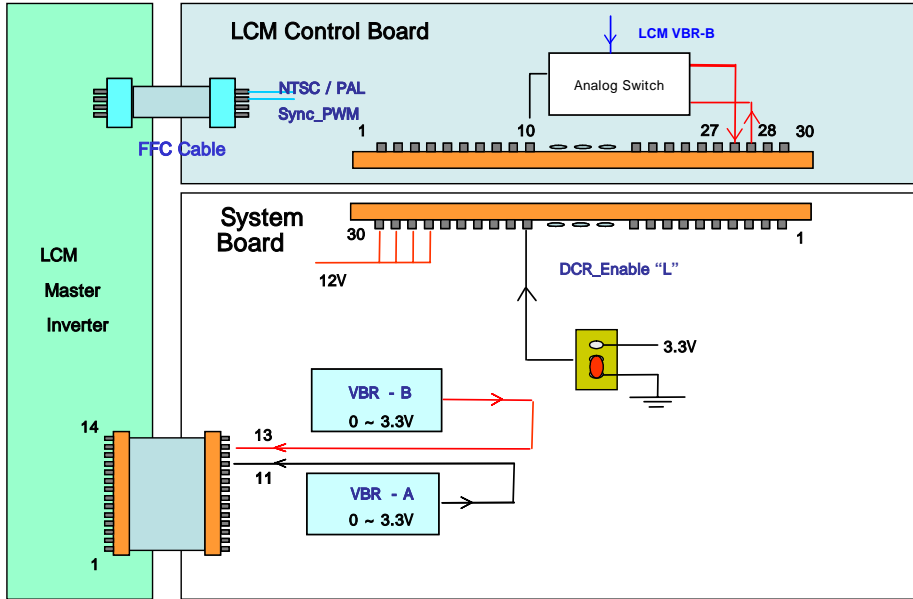 LCM Control Board
LCM VBR-B
Analog Switch
NTSC / PAL
Sync_PWM
FFC Cable
1
10
27
28
30
System
Board
30
1
12V
DCR_Enable “L”
3.3V
LCM
Master
Inverter
VBR - B
0 ~ 3.3V
14
13
11
VBR - A
0 ~ 3.3V
1